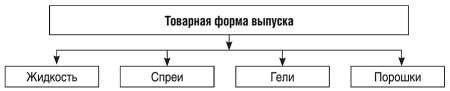 Товарная форма выпуска
Жидкость
Спреи
Гели
Порошки